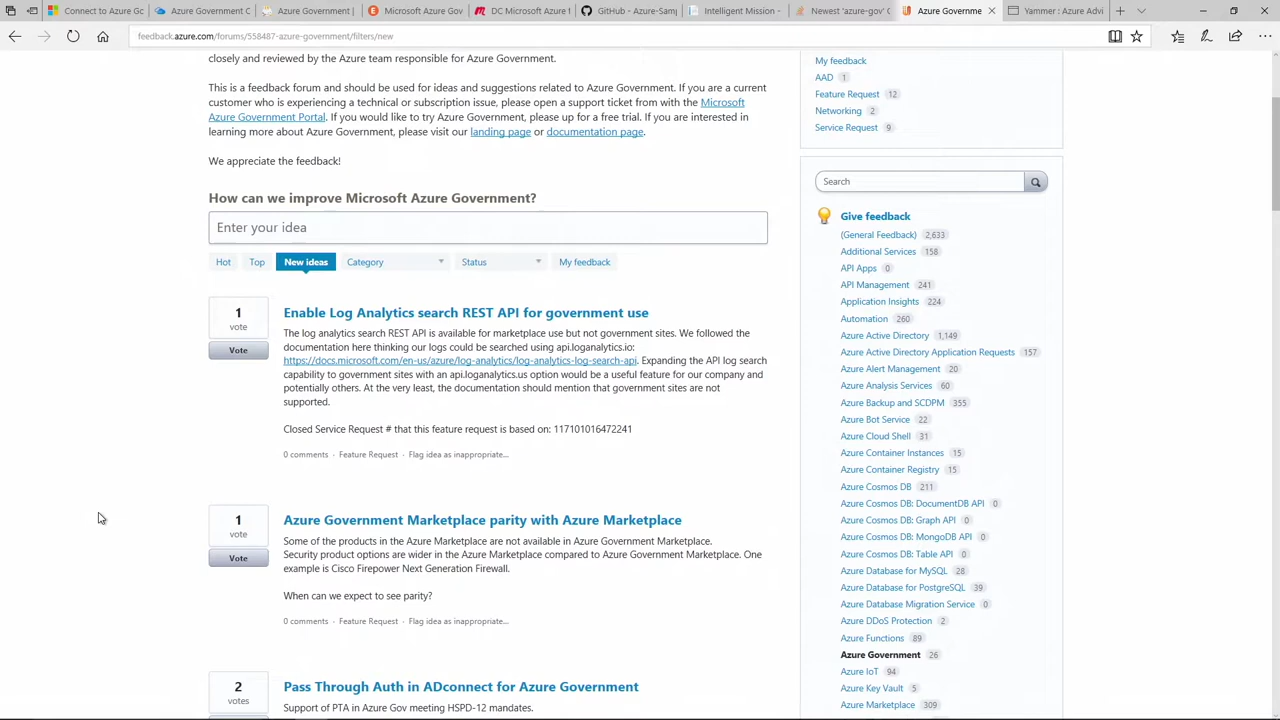 Connect to Azure Go
Azure Government C
Azure Government |
Microsoft Azure Gov
DC Microsoft Azure
GitHub - Azure-Samp
Intelligent Mission -
Newest 'azure-gov' Q
Azure Governme
Yammer : Azure Advi
feedback.azure.com/forums/558487-azure-government/filters/new
closely and reviewed by the Azure team responsible for Azure Government.
This is a feedback forum and should be used for ideas and suggestions related to Azure Government. If you are a current
customer who is experiencing a technical or subscription issue, please open a support ticket from with the Microsoft
Azure Government Portal. If you would like to try Azure Government, please up for a free trial. If you are interested in
learning more about Azure Government, please visit our landing page or documentation page.
We appreciate the feedback!
How can we improve Microsoft Azure Government?
Enter your idea
Hot Top New ideas Category Status My feedback
1
vote
Vote
Enable Log Analytics search REST API for government use
The log analytics search REST API is available for marketplace use but not government sites. We followed the
documentation here thinking our logs could be searched using api.loganalytics.io:
https://docs.microsoft.com/en-us/azure/log-analytics/log-analytics-log-search-api. Expanding the API log search
capability to government sites with an api.loganalytics.us option would be a useful feature for our company and
potentially others. At the very least, the documentation should mention that government sites are not
supported.
Closed Service Request # that this feature request is based on: 117101016472241
0 comments · Feature Request · Flag idea as inappropriate…
1
vote
Vote
Azure Government Marketplace parity with Azure Marketplace
Some of the products in the Azure Marketplace are not available in Azure Government Marketplace.
Security product options are wider in the Azure Marketplace compared to Azure Government Marketplace. One
example is Cisco Firepower Next Generation Firewall.
When can we expect to see parity?
0 comments · Feature Request · Flag idea as inappropriate…
2
votes
Pass Through Auth in ADconnect for Azure Government
Support of PTA in Azure Gov meeting HSPD-12 mandates.
My feedback
AAD 1
Feature Request 12
Networking 2
Service Request 9
Search
Give feedback
(General Feedback) 2,633
Additional Services 158
API Apps 0
API Management 241
Application Insights 224
Automation 260
Azure Active Directory 1,149
Azure Active Directory Application Requests 157
Azure Alert Management 20
Azure Analysis Services 60
Azure Backup and SCDPM 355
Azure Bot Service 22
Azure Cloud Shell 31
Azure Container Instances 15
Azure Container Registry 15
Azure Cosmos DB 211
Azure Cosmos DB: DocumentDB API 0
Azure Cosmos DB: Graph API 0
Azure Cosmos DB: MongoDB API 0
Azure Cosmos DB: Table API 0
Azure Database for MySQL 28
Azure Database for PostgreSQL 39
Azure Database Migration Service 0
Azure DDoS Protection 2
Azure Functions 89
Azure Government 26
Azure IoT 94
Azure Key Vault 5
Azure Marketplace 309